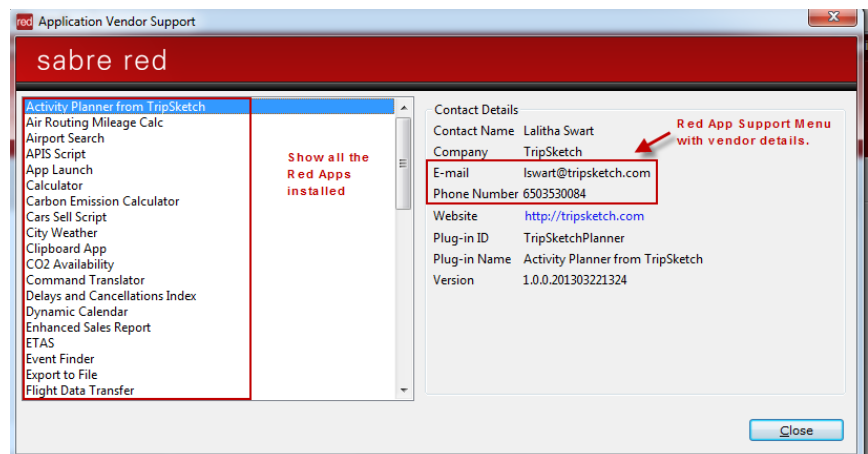 red Application Vendor Support
sabre red
Activity Planner from TripSketch
Air Routing Mileage Calc
Airport Search
APIS Script
App Launch
Calculator
Carbon Emission Calculator
Cars Sell Script
City Weather
Clipboard App
CO2 Availability
Command Translator
Delays and Cancellations Index
Dynamic Calendar
Enhanced Sales Report
ETAS
Event Finder
Export to File
Flight Data Transfer
Show all the
Red Apps
installed
Contact Details
Contact Name Lalitha Swart
Company TripSketch
E-mail lswart@tripsketch.com
Phone Number 6503530084
Website http://tripsketch.com
Plug-in ID TripSketchPlanner
Plug-in Name Activity Planner from TripSketch
Version 1.0.0.201303221324
Red App Support Menu
with vendor details.
Close